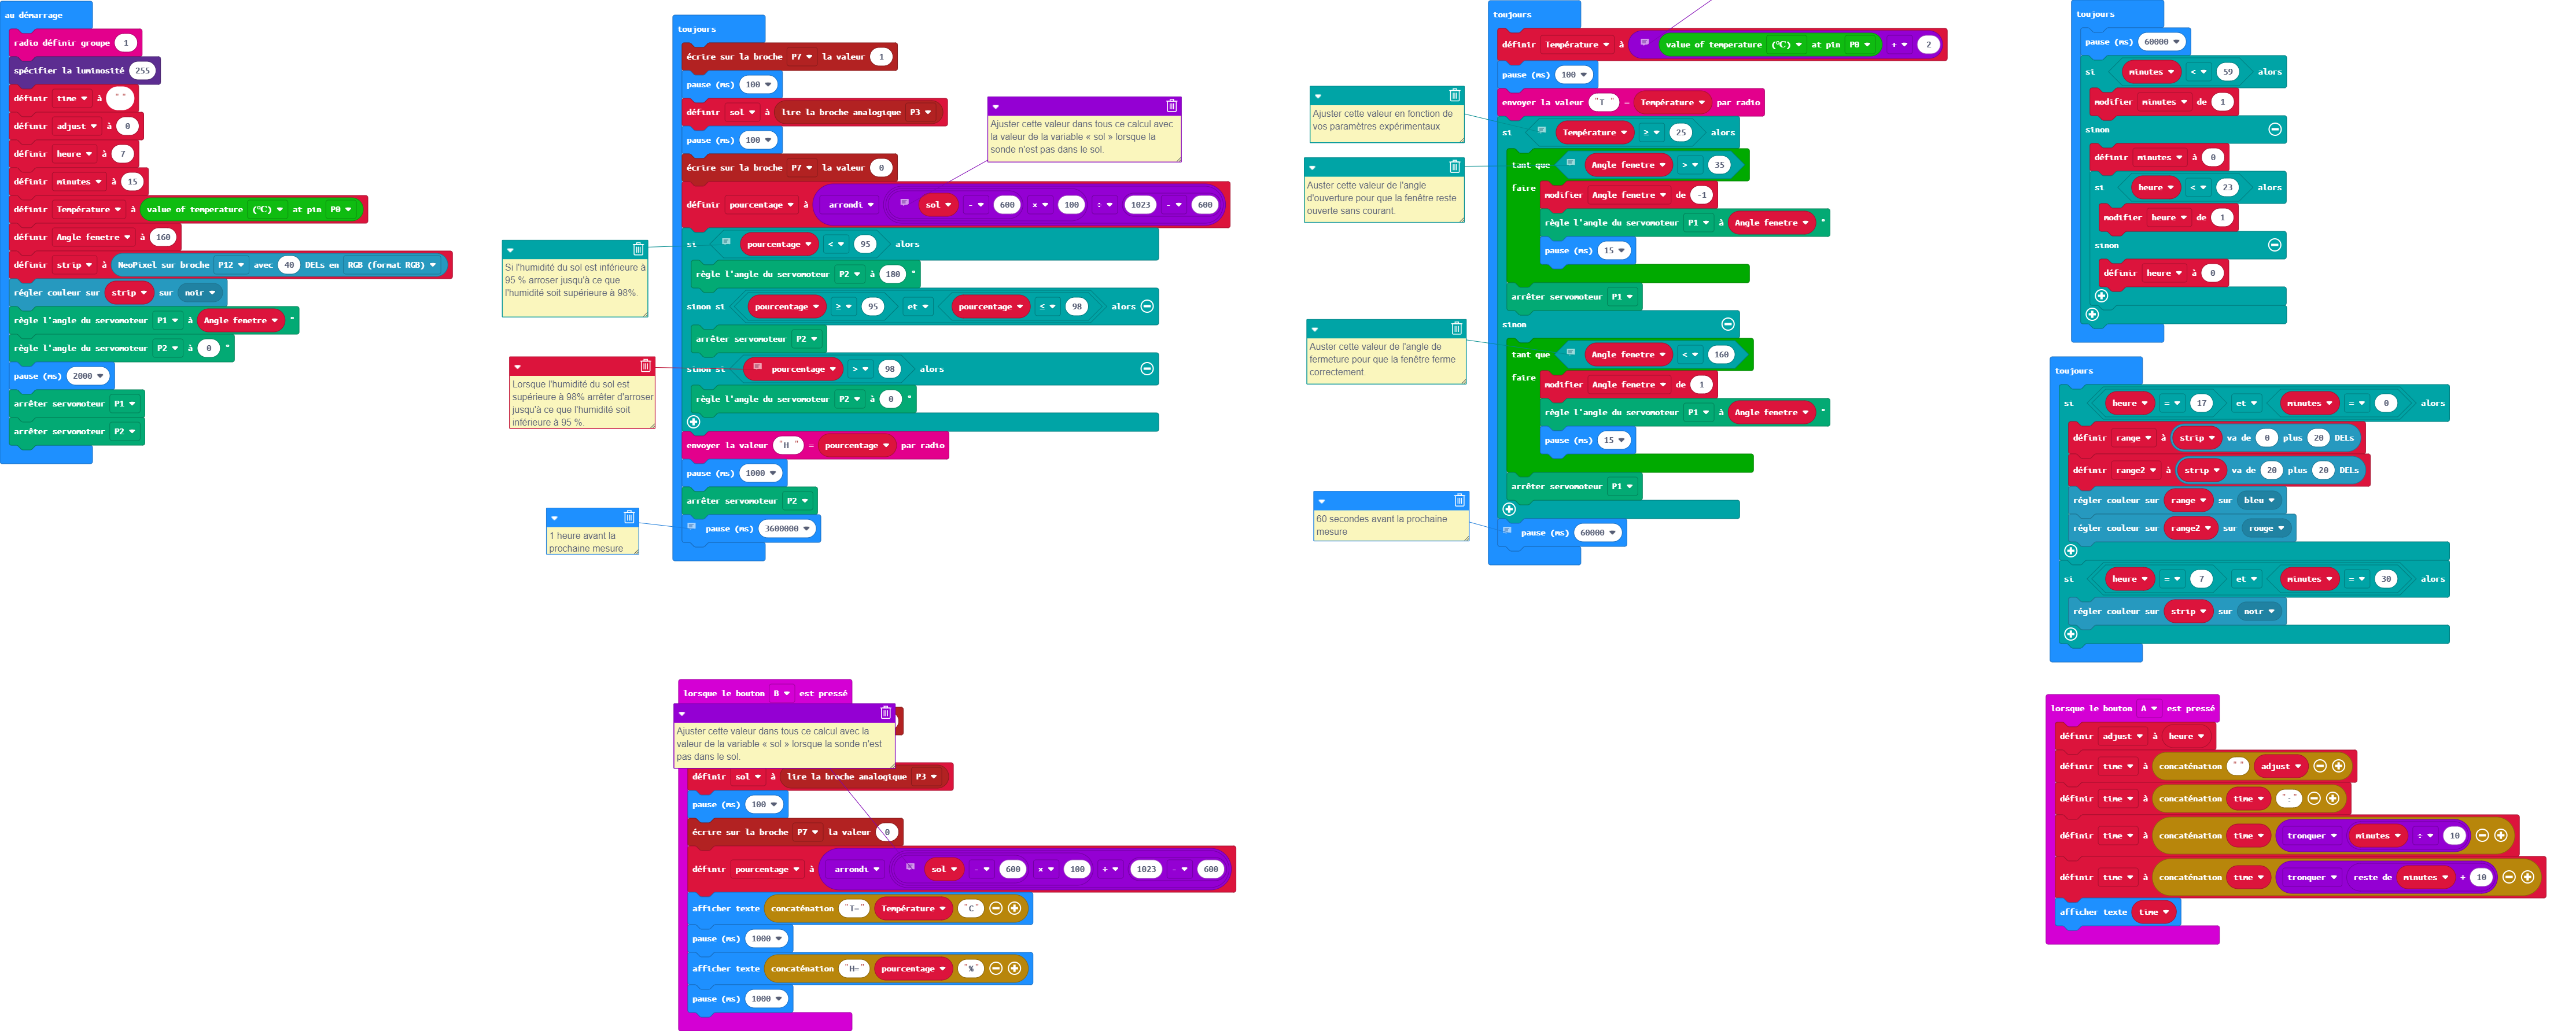 au démarrage
radio définir groupe 1
spécifier la luminosité 255
définir time à " "
définir adjust à 0
définir heure à 7
définir minutes à 15
définir Température à value of temperature (℃) at pin P0
définir Angle fenetre à 160
définir strip à NeoPixel sur broche P12 avec 40 DELs en RGB (format RGB)
régler couleur sur strip sur noir
règle l'angle du servomoteur P1 à Angle fenetre °
règle l'angle du servomoteur P2 à 0 °
pause (ms) 2000
arrêter servomoteur P1
arrêter servomoteur P2
toujours
écrire sur la broche P7 la valeur 1
pause (ms) 100
définir sol à lire la broche analogique P3
pause (ms) 100
écrire sur la broche P7 la valeur 0
définir pourcentage à arrondi sol - 600 × 100 ÷ 1023 - 600
si pourcentage < 95 alors
règle l'angle du servomoteur P2 à 180 °
sinon si pourcentage ≥ 95 et pourcentage ≤ 98 alors
arrêter servomoteur P2
sinon si pourcentage > 98 alors
règle l'angle du servomoteur P2 à 0 °
envoyer la valeur "H " = pourcentage par radio
pause (ms) 1000
arrêter servomoteur P2
pause (ms) 3600000
Ajuster cette valeur dans tous ce calcul avec
la valeur de la variable « sol » lorsque la
sonde n'est pas dans le sol.
Si l'humidité du sol est inférieure à
95 % arroser jusqu'à ce que
l'humidité soit supérieure à 98%.
Lorsque l'humidité du sol est
supérieure à 98% arrêter d'arroser
jusqu'à ce que l'humidité soit
inférieure à 95 %.
1 heure avant la
prochaine mesure
lorsque le bouton B est pressé
Ajuster cette valeur dans tous ce calcul avec la
valeur de la variable « sol » lorsque la sonde n'est
pas dans le sol.
définir sol à lire la broche analogique P3
pause (ms) 100
écrire sur la broche P7 la valeur 0
définir pourcentage à arrondi sol - 600 × 100 ÷ 1023 - 600
afficher texte concaténation "T=" Température "C"
pause (ms) 1000
afficher texte concaténation "H=" pourcentage "%"
pause (ms) 1000
toujours
définir Température à value of temperature (℃) at pin P0 ÷ 2
pause (ms) 100
envoyer la valeur "T " = Température par radio
si Température ≥ 25 alors
tant que Angle fenetre > 35
faire modifier Angle fenetre de -1
règle l'angle du servomoteur P1 à Angle fenetre °
pause (ms) 15
arrêter servomoteur P1
sinon
tant que Angle fenetre < 160
faire modifier Angle fenetre de 1
règle l'angle du servomoteur P1 à Angle fenetre °
pause (ms) 15
arrêter servomoteur P1
pause (ms) 60000
Ajuster cette valeur en fonction de
vos paramètres expérimentaux
Auster cette valeur de l'angle
d'ouverture pour que la fenêtre reste
ouverte sans courant.
Auster cette valeur de l'angle de
fermeture pour que la fenêtre ferme
correctement.
60 secondes avant la prochaine
mesure
toujours
pause (ms) 60000
si minutes < 59 alors
modifier minutes de 1
sinon
définir minutes à 0
si heure < 23 alors
modifier heure de 1
sinon
définir heure à 0
toujours
si heure = 17 et minutes = 0 alors
définir range à strip va de 0 plus 20 DELs
définir range2 à strip va de 20 plus 20 DELs
régler couleur sur range sur bleu
régler couleur sur range2 sur rouge
si heure = 7 et minutes = 30 alors
régler couleur sur strip sur noir
lorsque le bouton A est pressé
définir adjust à heure
définir time à concaténation " " adjust
définir time à concaténation time ":"
définir time à concaténation time tronquer minutes ÷ 10
définir time à concaténation time tronquer reste de minutes ÷ 10
afficher texte time